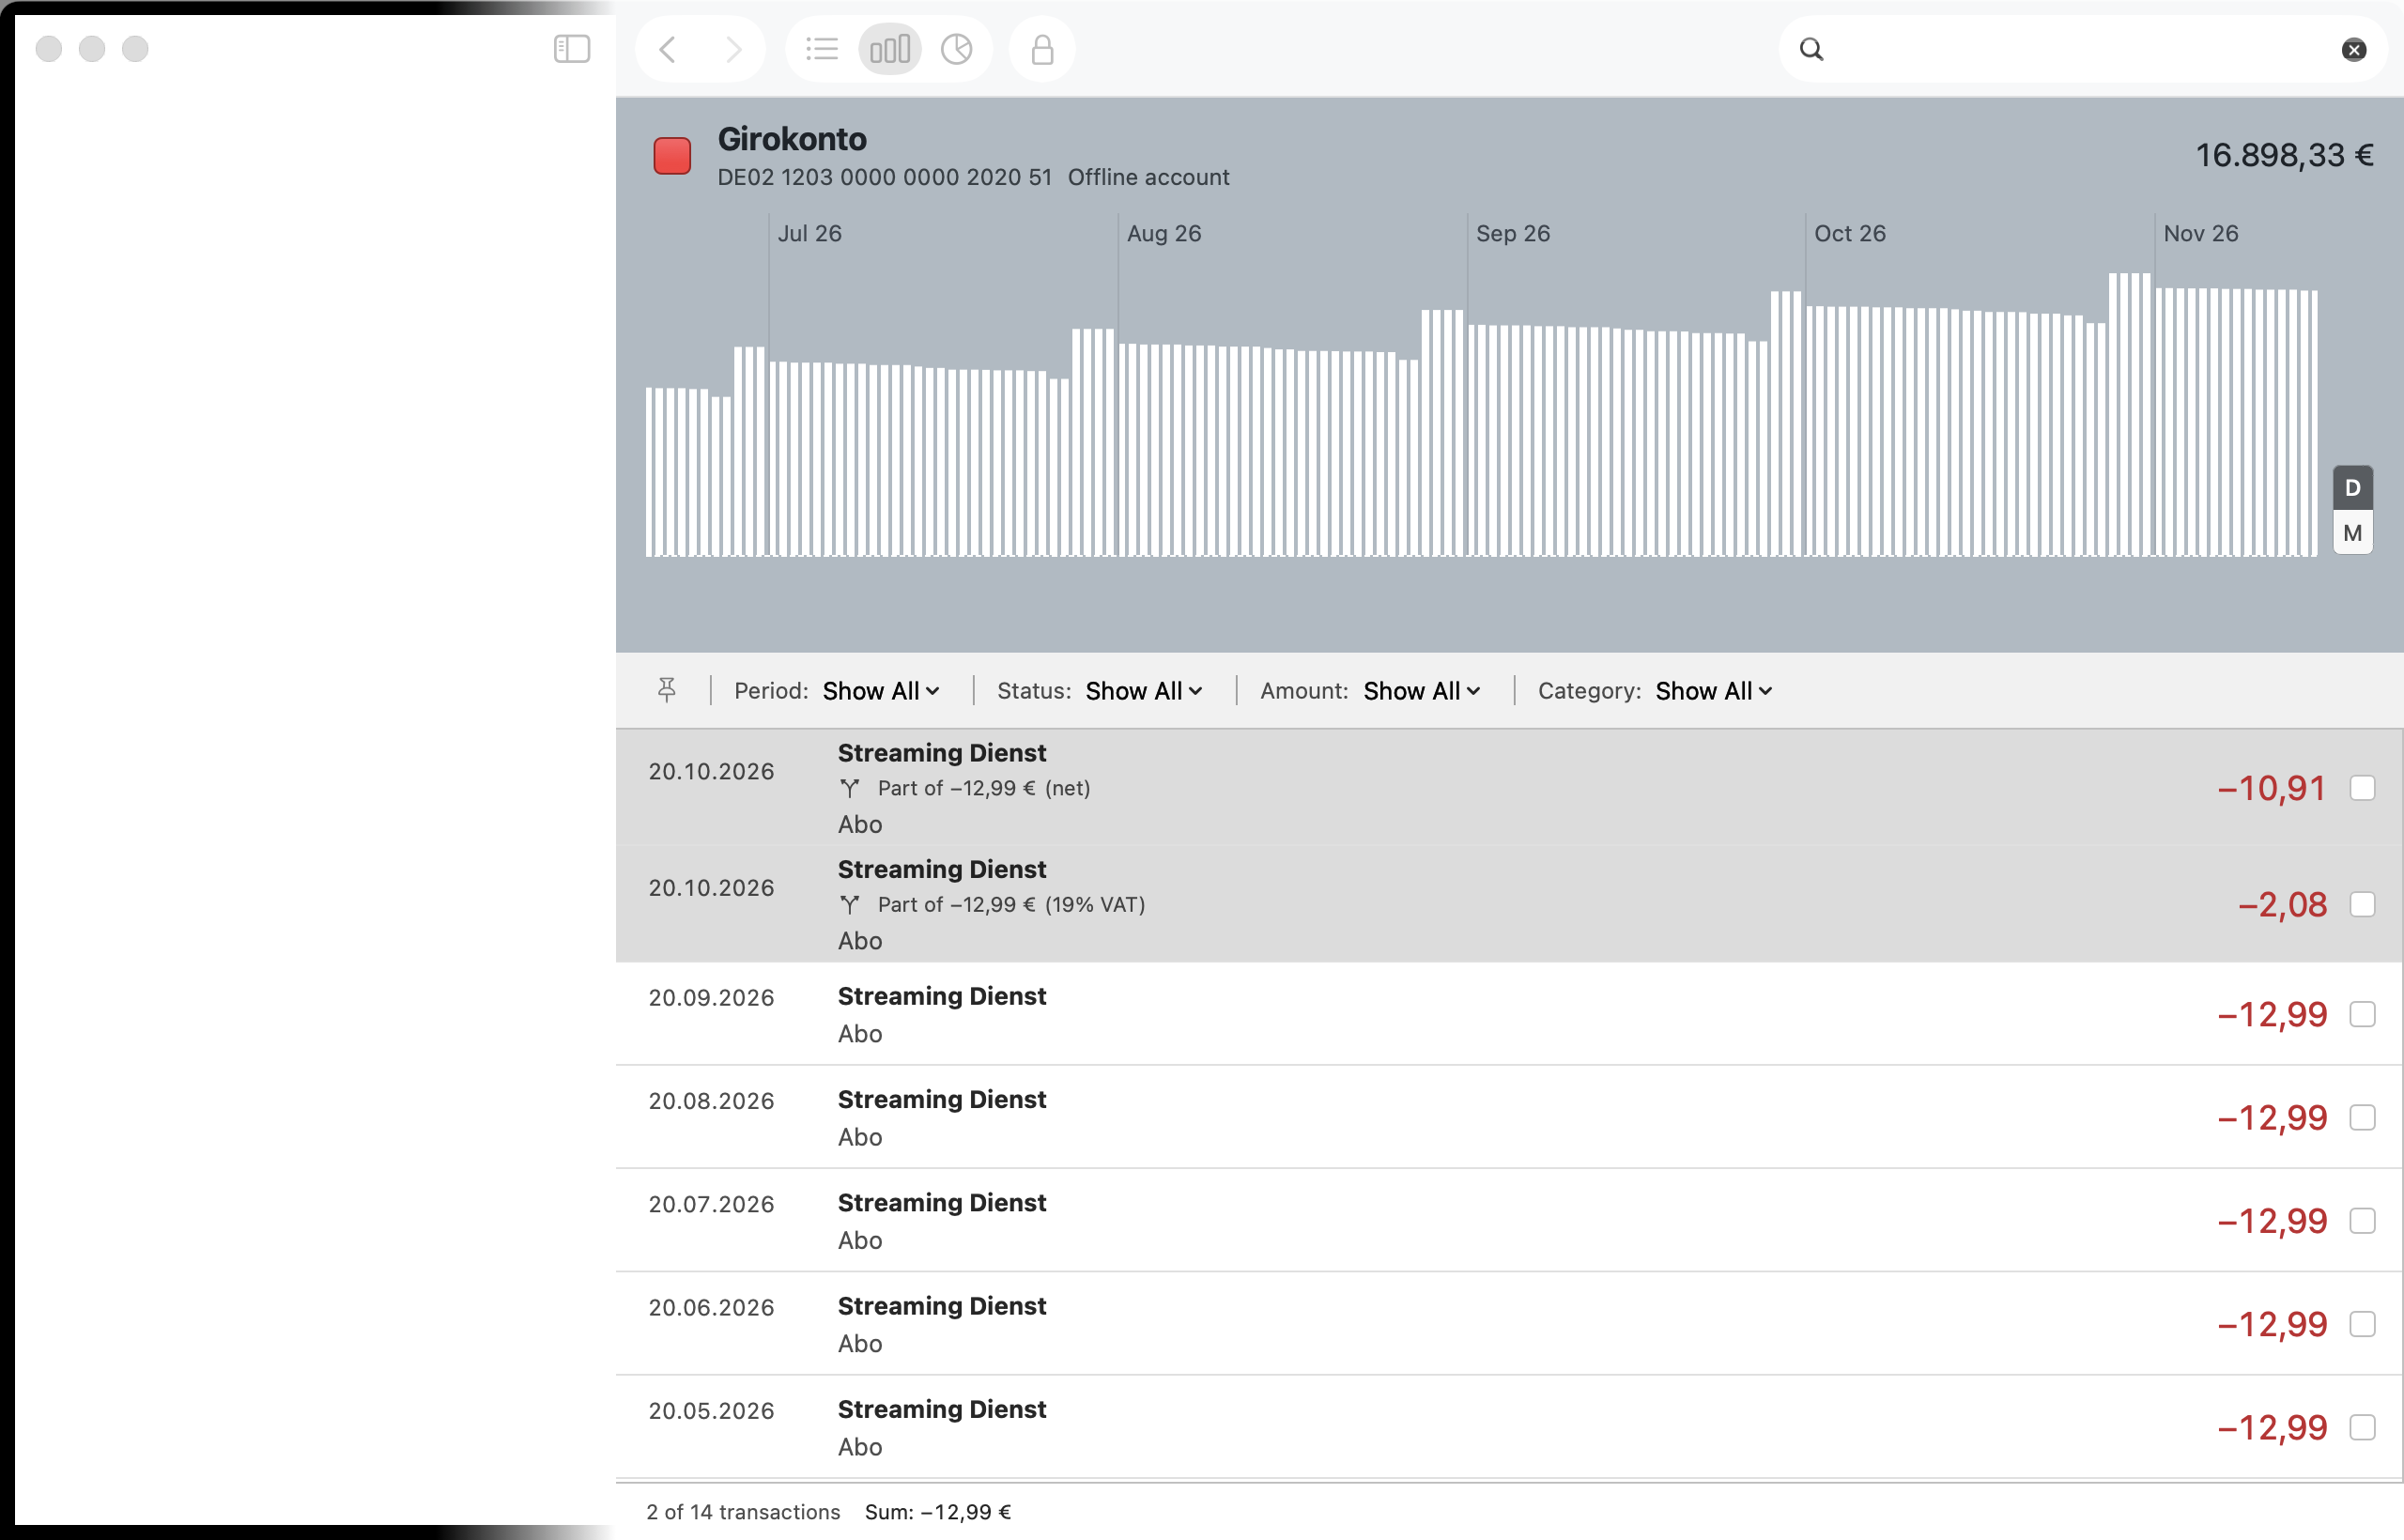 Girokonto
DE02 1203 0000 0000 2020 51 Offline account
16.898,33 €
Jul 26 Aug 26 Sep 26 Oct 26 Nov 26
D
M
Period: Show All Status: Show All Amount: Show All Category: Show All
20.10.2026 Streaming Dienst
Part of −12,99 € (net) −10,91
Abo
20.10.2026 Streaming Dienst
Part of −12,99 € (19% VAT) −2,08
Abo
20.09.2026 Streaming Dienst −12,99
Abo
20.08.2026 Streaming Dienst −12,99
Abo
20.07.2026 Streaming Dienst −12,99
Abo
20.06.2026 Streaming Dienst −12,99
Abo
20.05.2026 Streaming Dienst −12,99
Abo
2 of 14 transactions Sum: −12,99 €